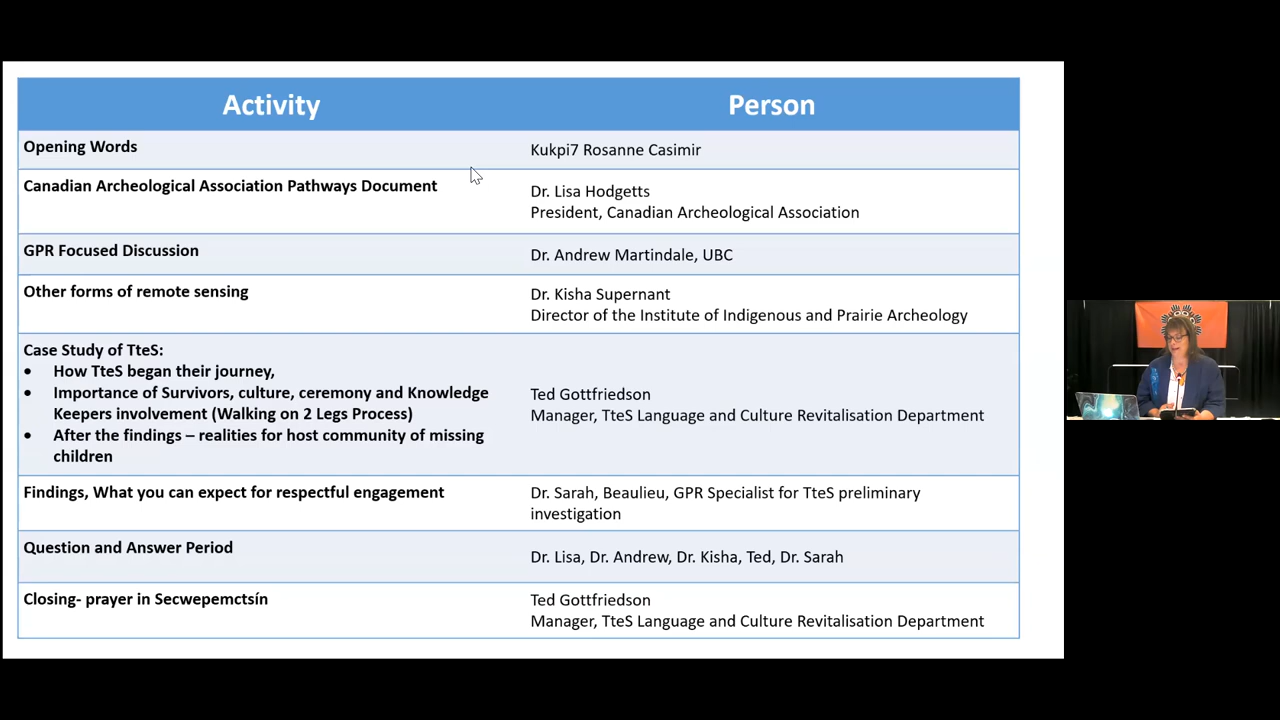 Activity Person
Opening Words
Kukpi7 Rosanne Casimir
Canadian Archeological Association Pathways Document
Dr. Lisa Hodgetts
President, Canadian Archeological Association
GPR Focused Discussion
Dr. Andrew Martindale, UBC
Other forms of remote sensing
Dr. Kisha Supernant
Director of the Institute of Indigenous and Prairie Archeology
Case Study of TteS:
• How TteS began their journey,
• Importance of Survivors, culture, ceremony and Knowledge
Keepers involvement (Walking on 2 Legs Process)
• After the findings – realities for host community of missing
children
Ted Gottfriedson
Manager, TteS Language and Culture Revitalisation Department
Findings, What you can expect for respectful engagement
Dr. Sarah, Beaulieu, GPR Specialist for TteS preliminary
investigation
Question and Answer Period
Dr. Lisa, Dr. Andrew, Dr. Kisha, Ted, Dr. Sarah
Closing- prayer in Secwepemctsín
Ted Gottfriedson
Manager, TteS Language and Culture Revitalisation Department